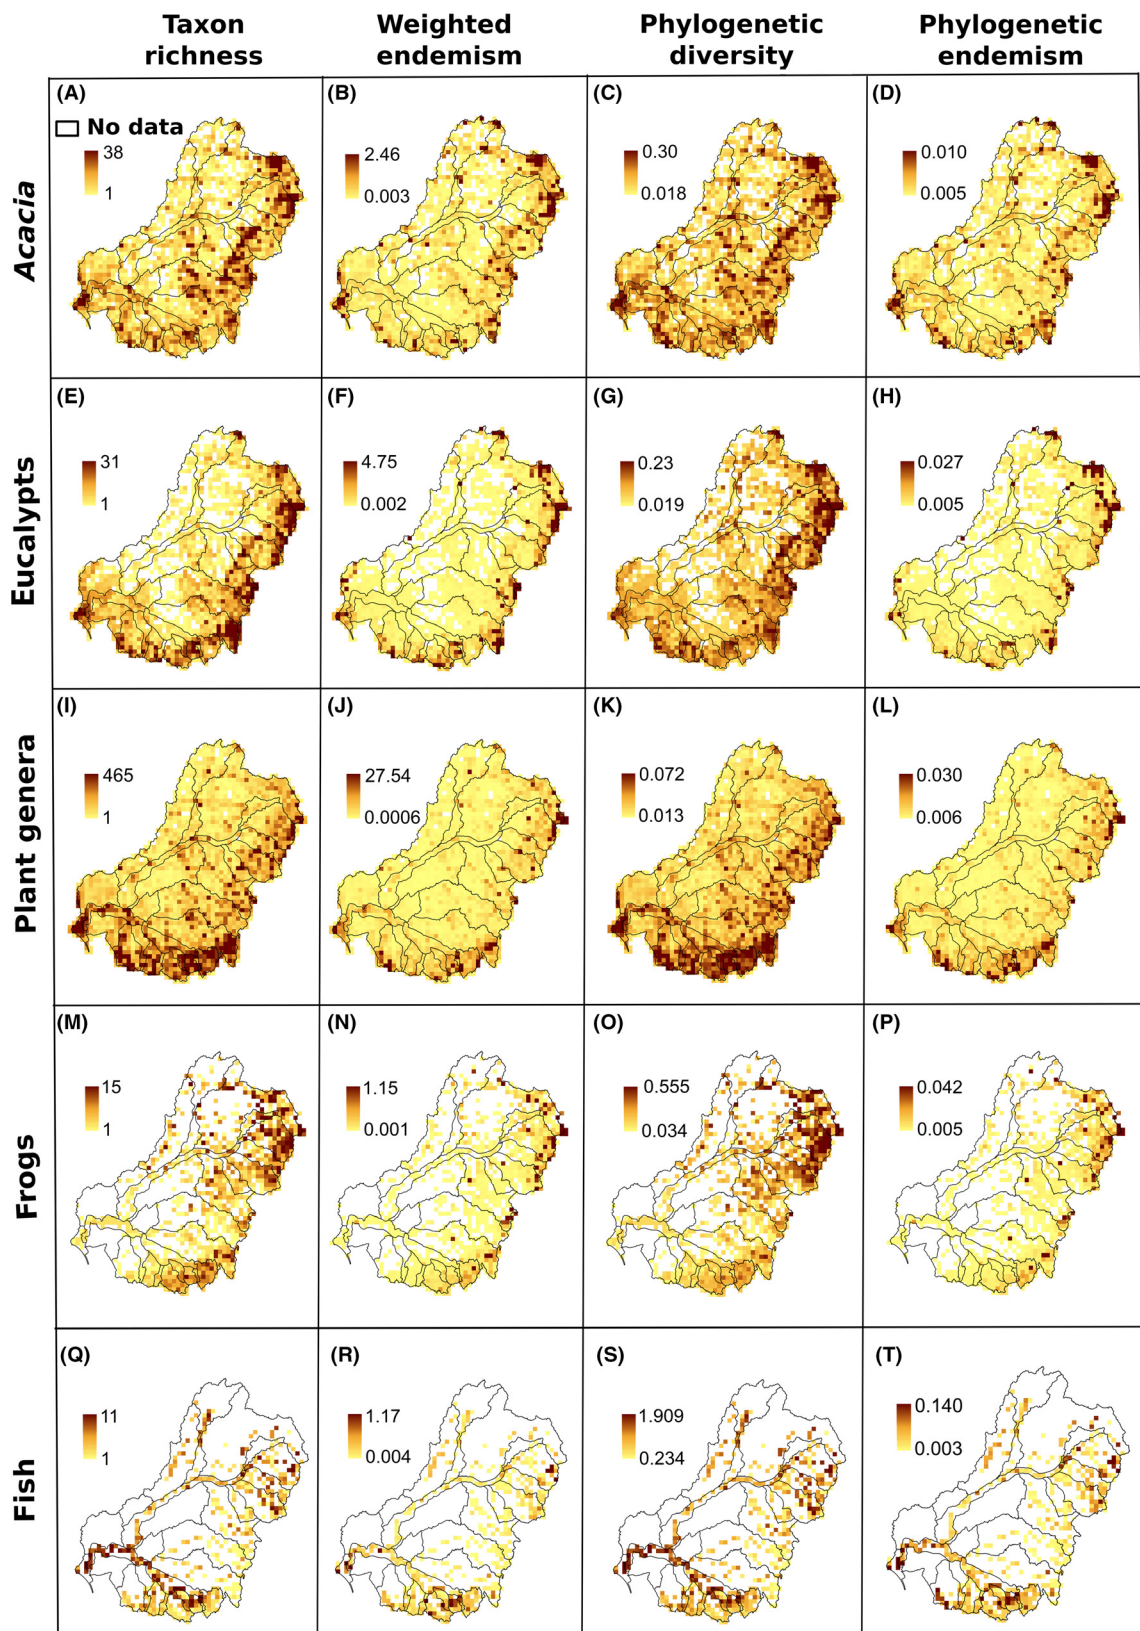 Taxon richness
Weighted endemism
Phylogenetic diversity
Phylogenetic endemism
Acacia
(A)
No data
38
1
(B)
2.46
0.003
(C)
0.30
0.018
(D)
0.010
0.005
Eucalypts
(E)
31
1
(F)
4.75
0.002
(G)
0.23
0.019
(H)
0.027
0.005
Plant genera
(I)
465
1
(J)
27.54
0.0006
(K)
0.072
0.013
(L)
0.030
0.006
Frogs
(M)
15
1
(N)
1.15
0.001
(O)
0.555
0.034
(P)
0.042
0.005
Fish
(Q)
11
1
(R)
1.17
0.004
(S)
1.909
0.234
(T)
0.140
0.003